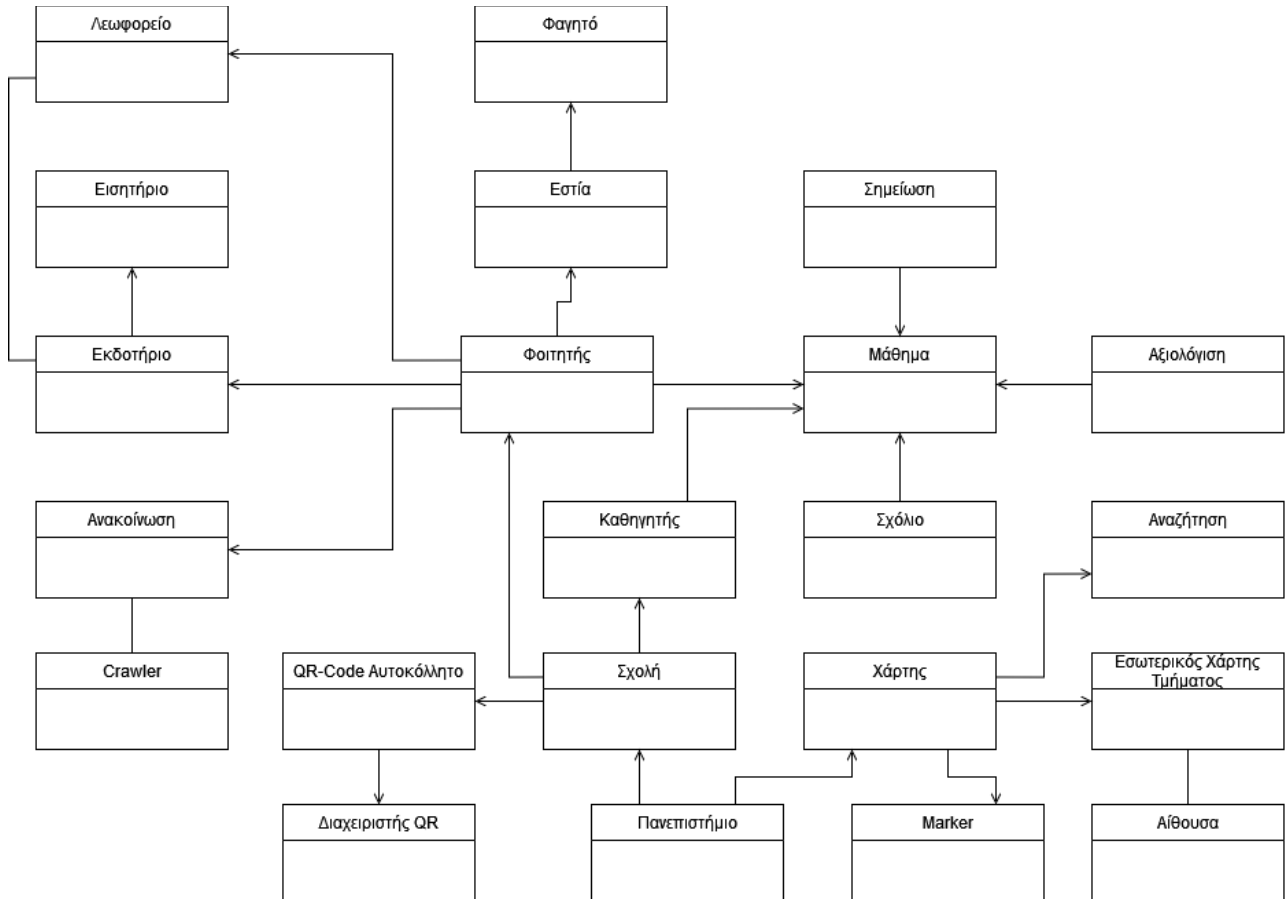 Λεωφορείο
Φαγητό
Εισητήριο
Εστία
Σημείωση
Εκδοτήριο
Φοιτητής
Μάθημα
Αξιολόγιση
Ανακοίνωση
Καθηγητής
Σχόλιο
Αναζήτηση
Crawler
QR-Code Αυτοκόλλητο
Σχολή
Χάρτης
Εσωτερικός Χάρτης
Τμήματος
Διαχειριστής QR
Πανεπιστήμιο
Marker
Αίθουσα